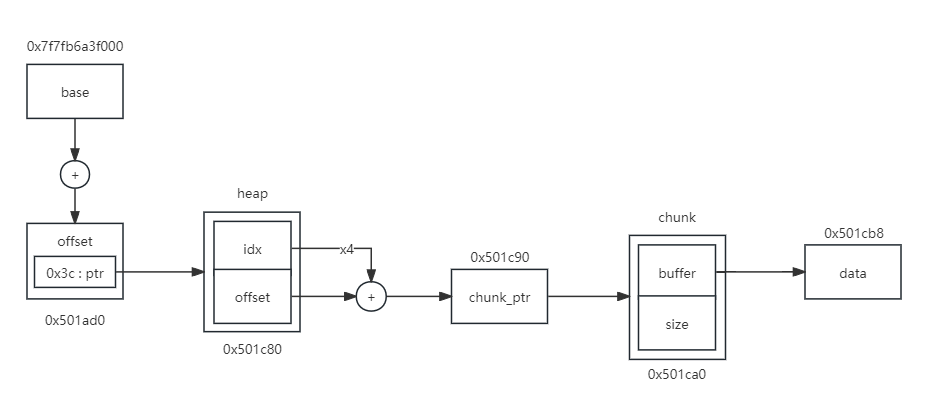 0x7f7fb6a3f000
base
+
offset
0x3c : ptr
0x501ad0
heap
idx
x4
offset
+
0x501c80
0x501c90
chunk_ptr
chunk
buffer
size
0x501ca0
0x501cb8
data